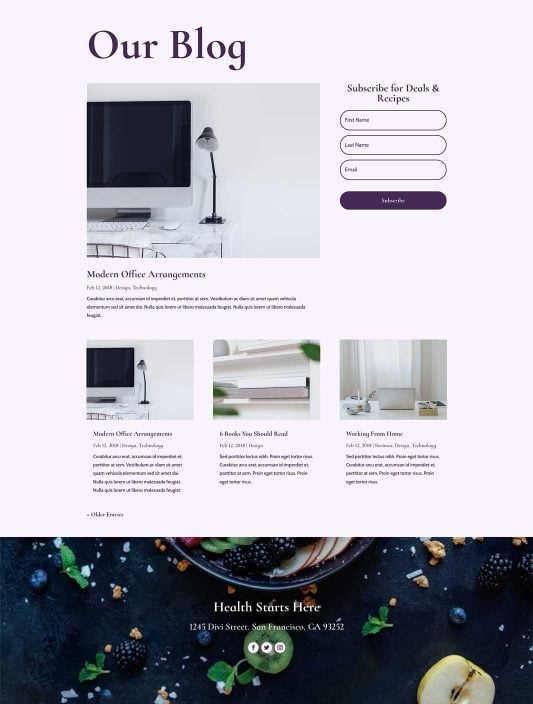 Our Blog
Subscribe for Deals &
Recipes
First Name
Last Name
Email
Subscribe
Modern Office Arrangements
Feb 12, 2018 | Design, Technology
Curabitur arcu erat, accumsan id imperdiet et, porttitor at sem. Vestibulum ac diam sit amet quam vehicula
elementum sed sit amet dui. Nulla quis lorem ut libero malesuada feugiat. Nulla quis lorem ut libero malesuada
feugiat.
Modern Office Arrangements
Feb 12, 2018 | Design, Technology
Curabitur arcu erat, accumsan id imperdiet et,
porttitor at sem. Vestibulum ac diam sit amet
quam vehicula elementum sed sit amet dui.
Nulla quis lorem ut libero malesuada feugiat.
Nulla quis lorem ut libero malesuada feugiat.
6 Books You Should Read
Feb 12, 2018 | Design
Sed porttitor lectus nibh. Proin eget tortor risus.
Curabitur arcu erat, accumsan id imperdiet et,
porttitor at sem. Proin eget tortor risus. Proin
eget tortor risus.
Working From Home
Feb 12, 2018 | Business, Design, Technology
Sed porttitor lectus nibh. Proin eget tortor risus.
Curabitur arcu erat, accumsan id imperdiet et,
porttitor at sem. Proin eget tortor risus. Proin
eget tortor risus.
« Older Entries
Health Starts Here
1245 Divi Street. San Francisco, CA 93252